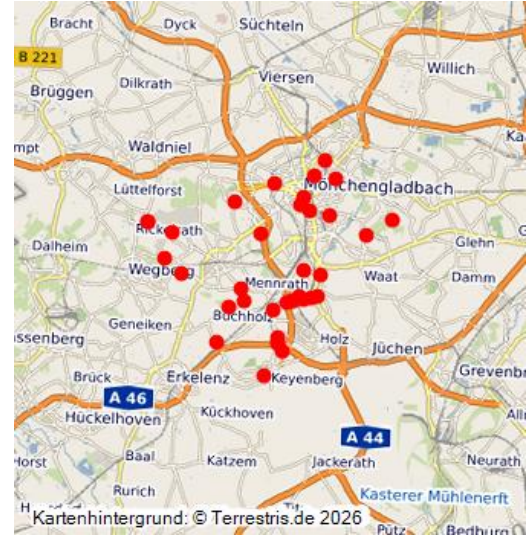 Bracht
Dyck
Süchteln
B 221
Willich
Viersen
Dilkrath
Brüggen
Waldniel
Lüttelforst
Mönchengladbach
Rickelrath
Dalheim
Glehn
Wegberg
Mennrath
Waat
Damm
Buchholz
Geneiken
Holz
Jüchen
Brück
Erkelenz
Keyenberg
Grevenbr
A 46
Hückelhoven
Kückhoven
A 44
Baal
Katzem
Jackerath
Neurath
Horst
Rurich
Kasterer Mühlenerft
Kartenhintergrund: © Terrestris.de 2026
Pütz
Bedburg